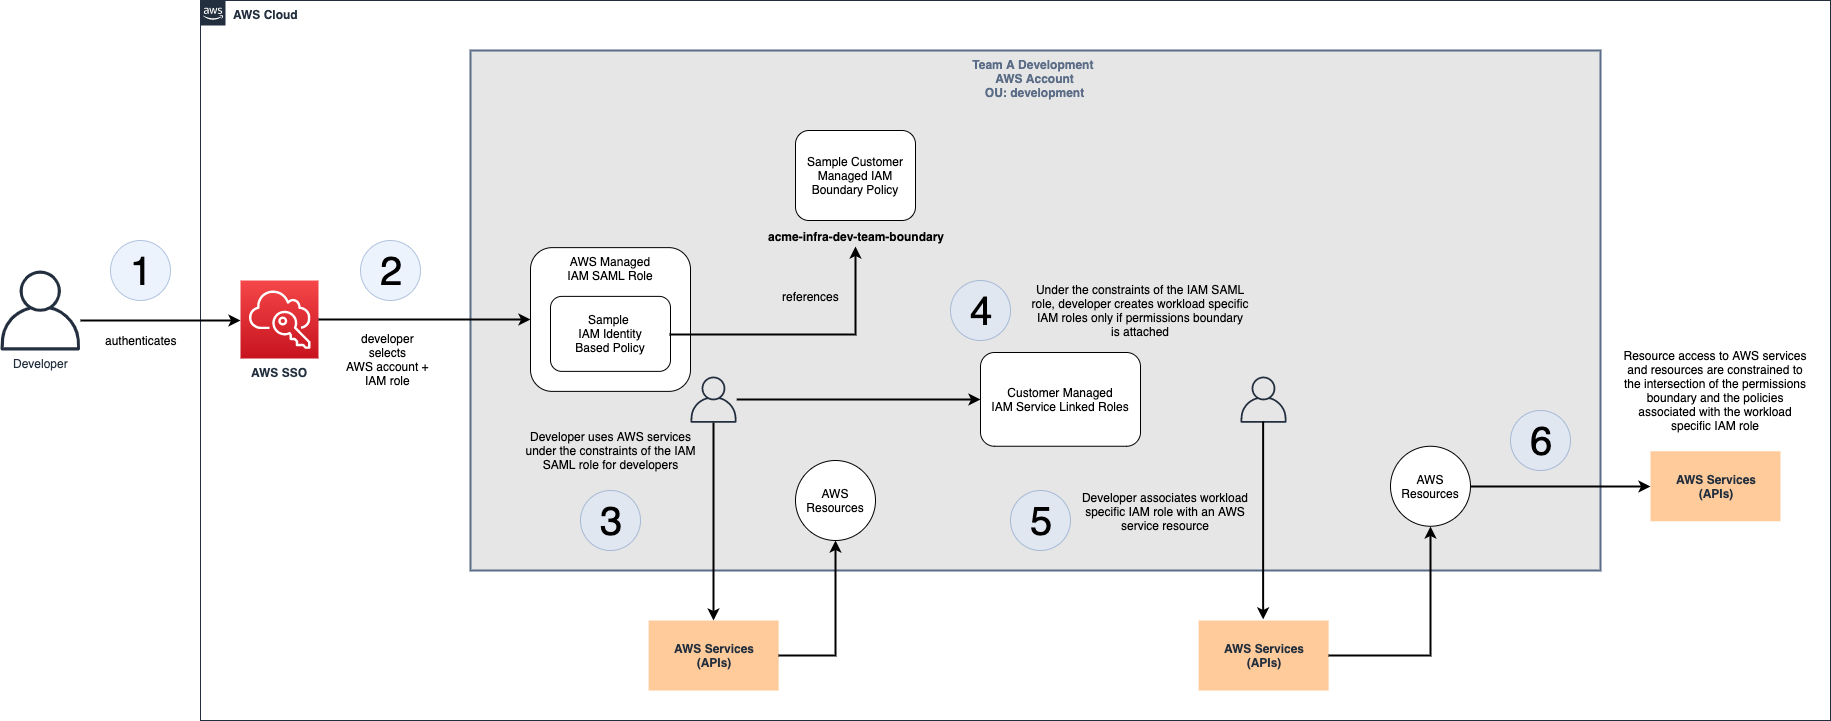 aws
AWS Cloud
Team A Development
AWS Account
OU: development
Sample Customer
Managed IAM
Boundary Policy
acme-infra-dev-team-boundary
1
authenticates
Developer
AWS SSO
2
developer
selects
AWS account +
IAM role
AWS Managed
IAM SAML Role
Sample
IAM Identity
Based Policy
references
3
Developer uses AWS services
under the constraints of the IAM
SAML role for developers
AWS
Resources
AWS Services
(APIs)
4
Under the constraints of the IAM SAML
role, developer creates workload specific
IAM roles only if permissions boundary
is attached
Customer Managed
IAM Service Linked Roles
5
Developer associates workload
specific IAM role with an AWS
service resource
AWS Services
(APIs)
AWS
Resources
6
Resource access to AWS services
and resources are constrained to
the intersection of the permissions
boundary and the policies
associated with the workload
specific IAM role
AWS Services
(APIs)